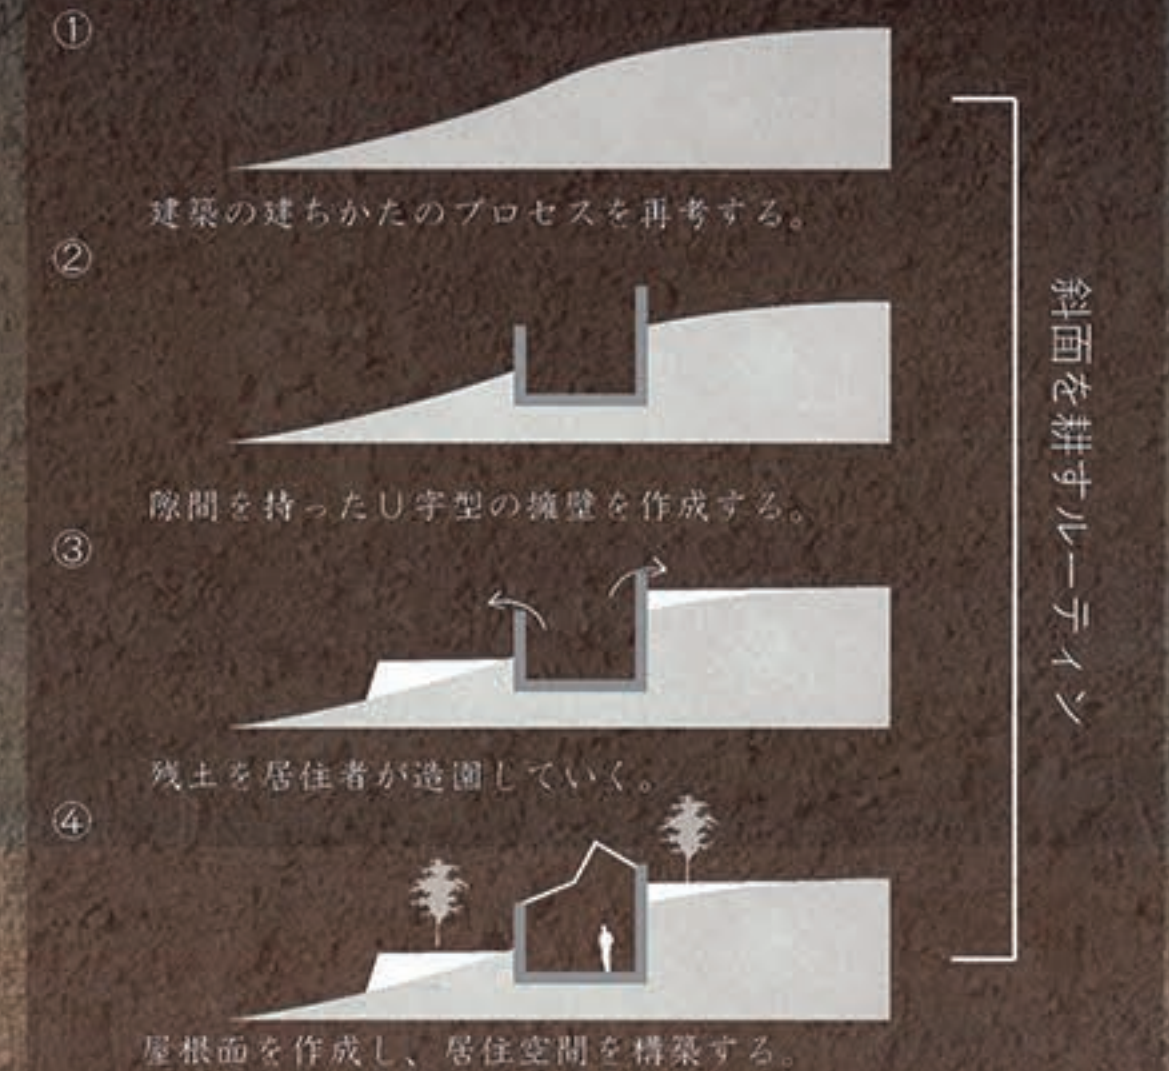 ①
建築の建ちかたのプロセスを再考する。
②
隙間を持ったU字型の擁壁を作成する。
③
残土を居住者が造園していく。
④
屋根面を作成し、居住空間を構築する。
斜面を耕すルーティン